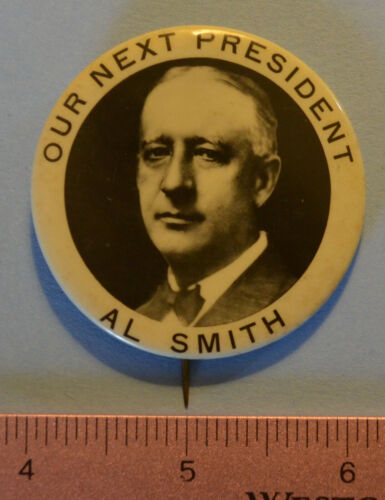 OUR NEXT PRESIDENT
AL SMITH
4 5 6